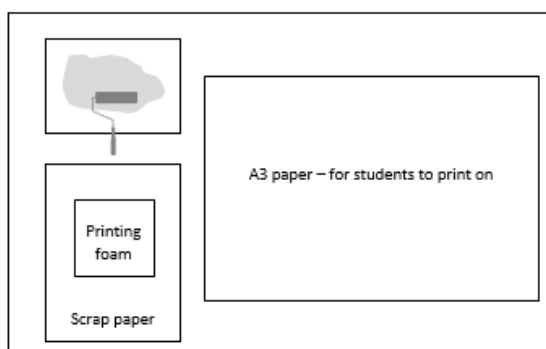 A3 paper – for students to print on
Printing
foam
Scrap paper